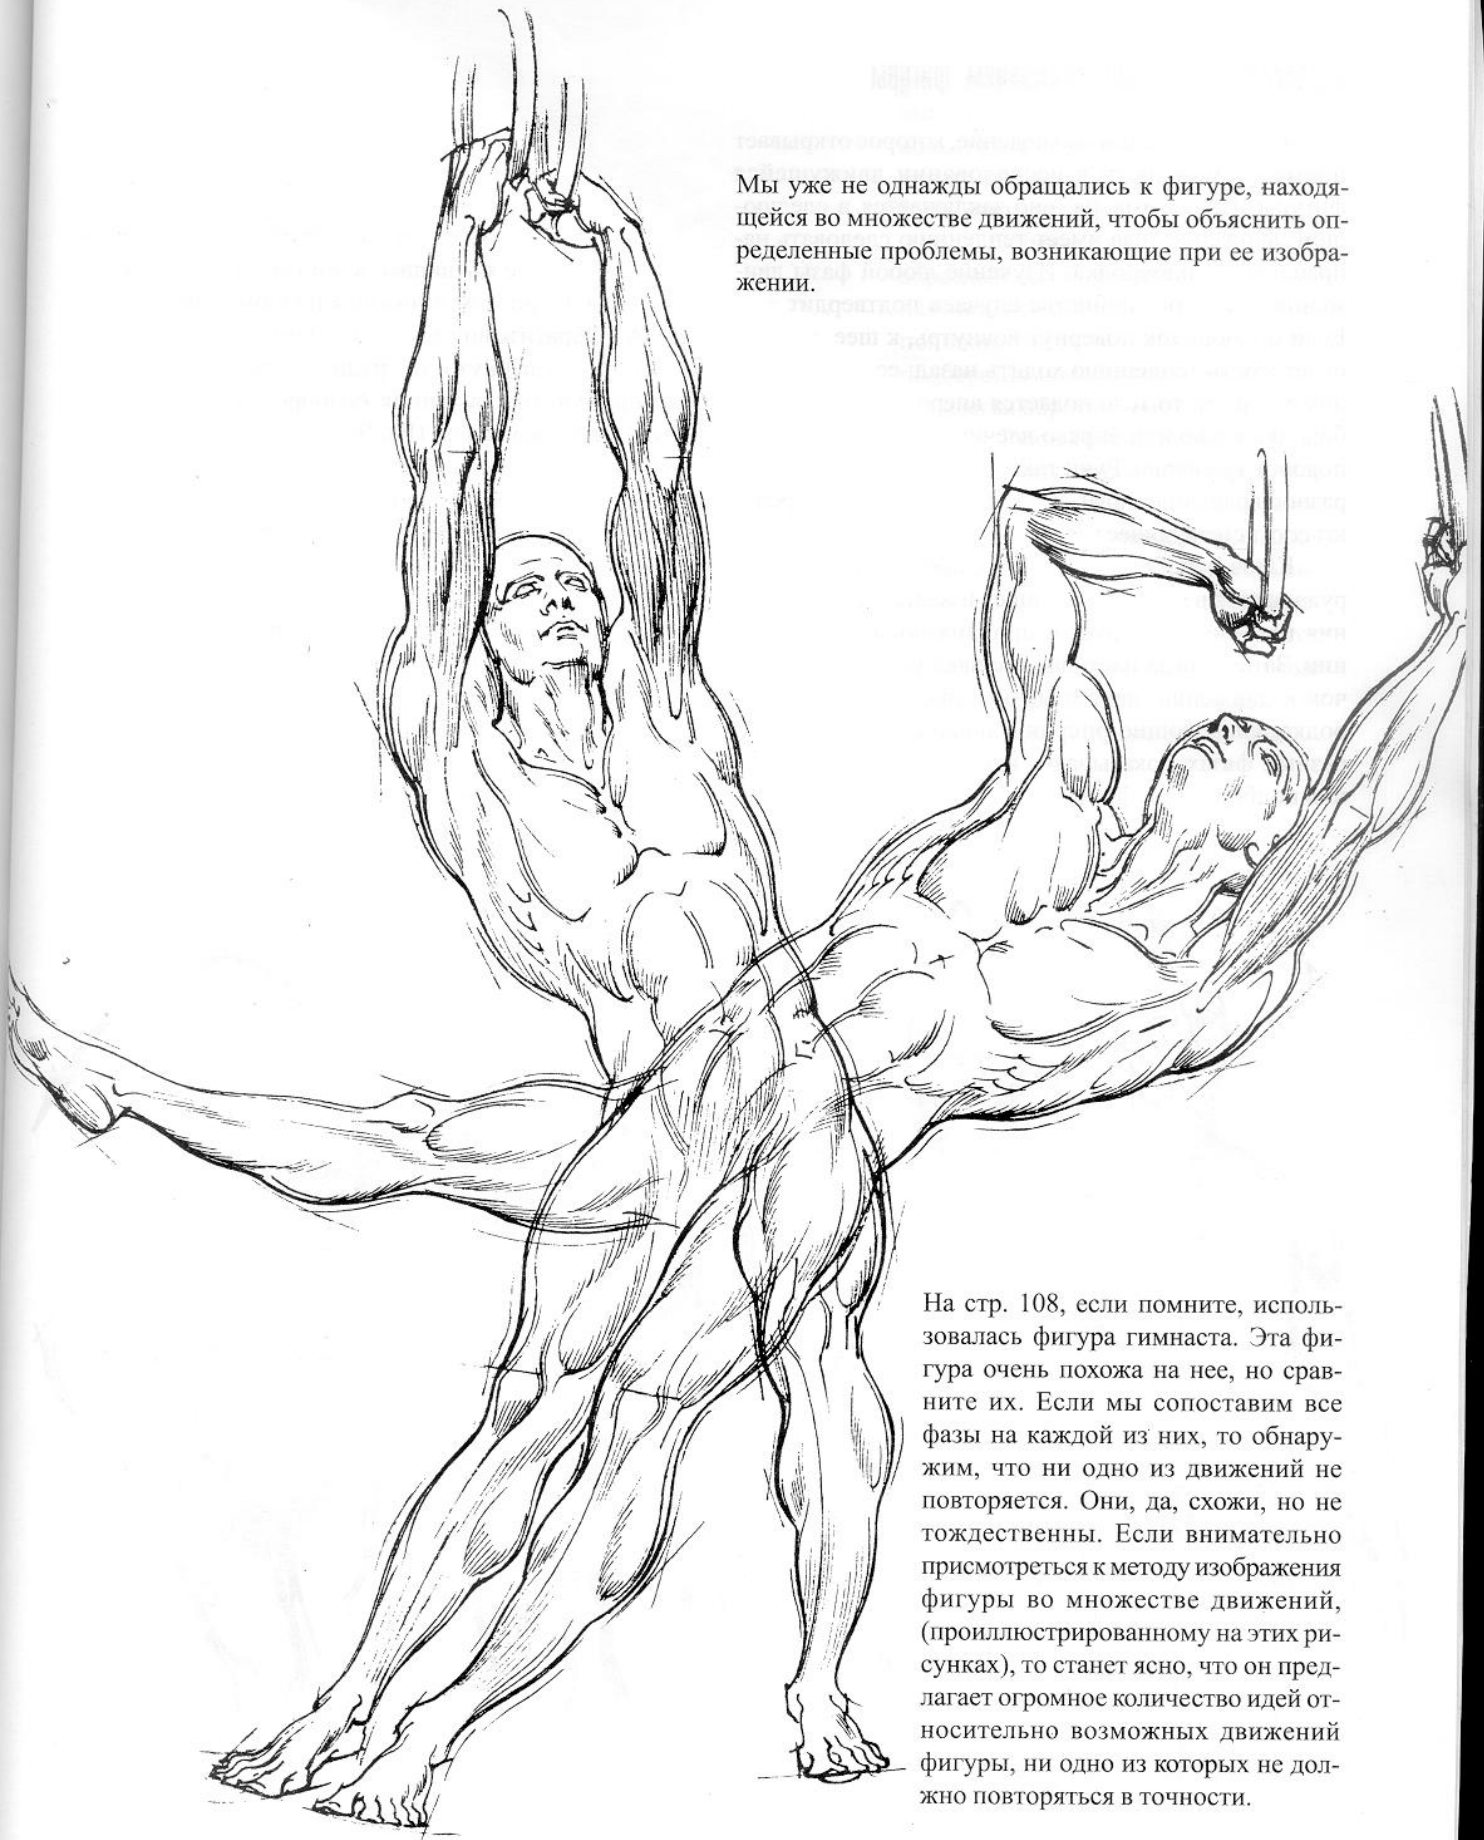 Мы уже не однажды обращались к фигуре, находя-
щейся во множестве движений, чтобы объяснить оп-
ределенные проблемы, возникающие при ее изобра-
жении.
На стр. 108, если помните, исполь-
зовалась фигура гимнаста. Эта фи-
гура очень похожа на нее, но срав-
ните их. Если мы сопоставим все
фазы на каждой из них, то обнару-
жим, что ни одно из движений не
повторяется. Они, да, схожи, но не
тождественны. Если внимательно
присмотреться к методу изображения
фигуры во множестве движений,
(проиллюстрированному на этих ри-
сунках), то станет ясно, что он пред-
лагает огромное количество идей от-
носительно возможных движений
фигуры, ни одно из которых не дол-
жно повторяться в точности.